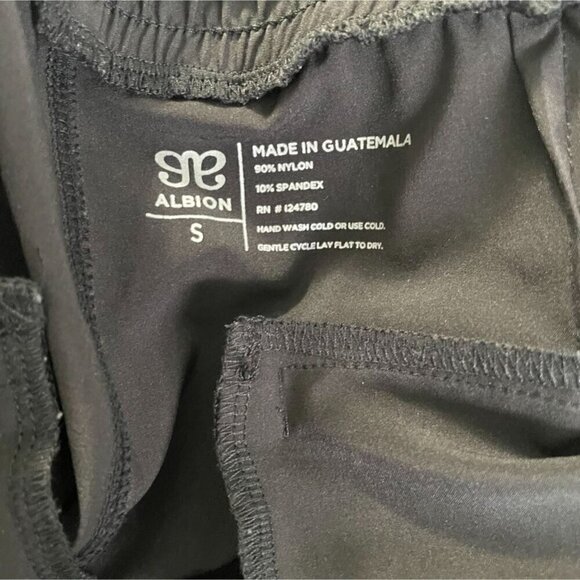 MADE IN GUATEMALA
90% NYLON
10% SPANDEX
RN # 124780
HAND WASH COLD OR USE COLD.
GENTLE CYCLE LAY FLAT TO DRY.
ALBION
S